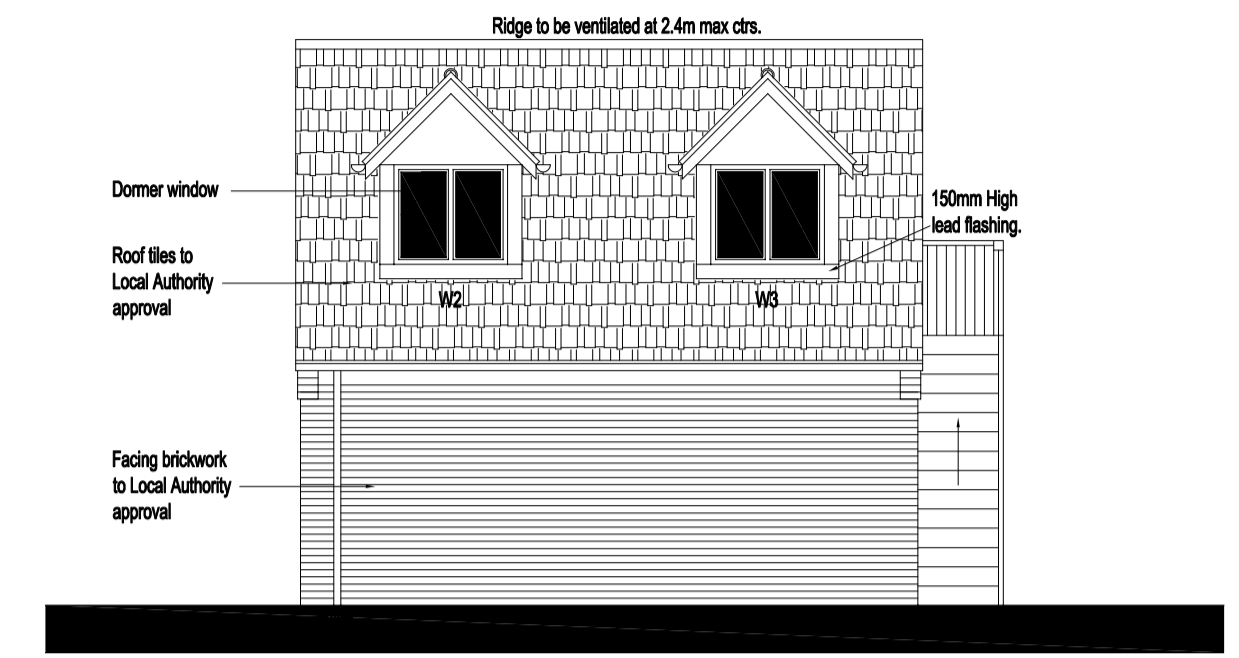 Ridge to be ventilated at 2.4m max ctrs.
Dormer window
150mm High
lead flashing.
Roof tiles to
Local Authority
approval
W2
W3
Facing brickwork
to Local Authority
approval